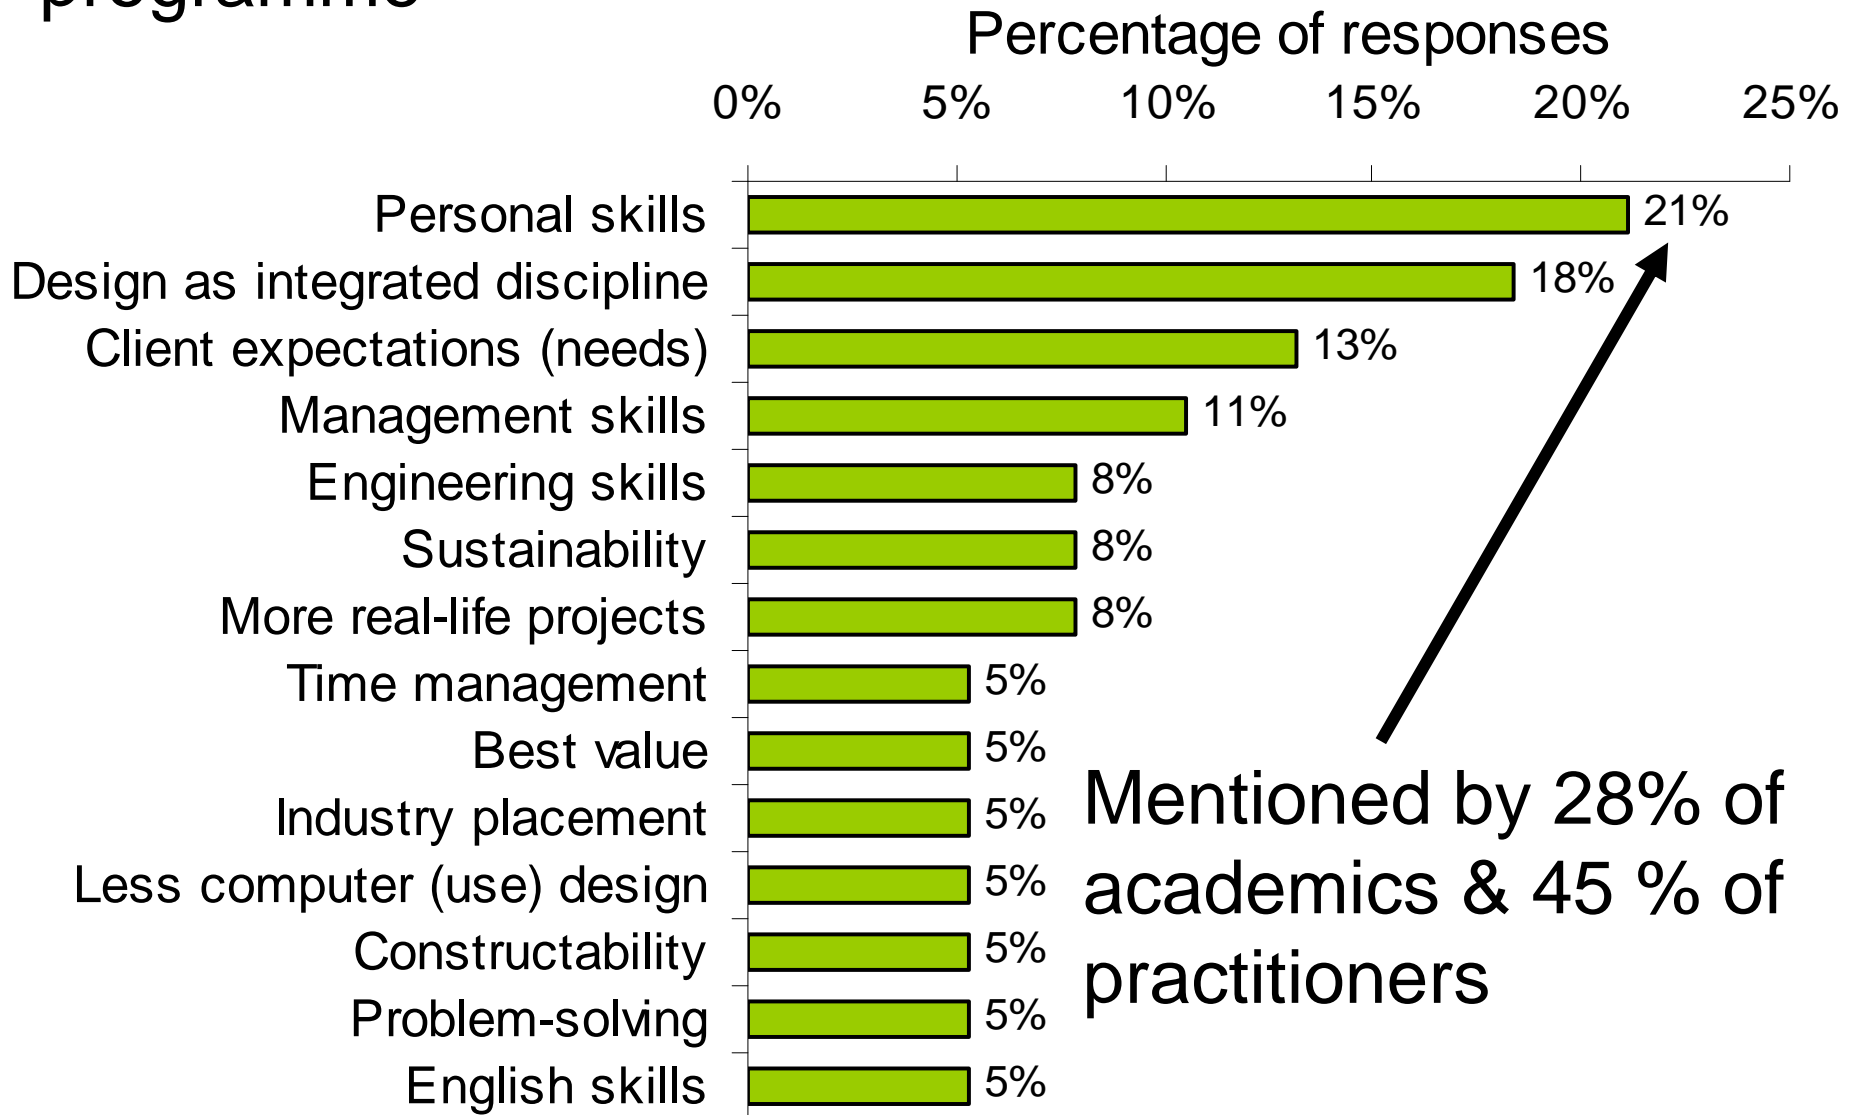 programme
Percentage of responses
0% 5% 10% 15% 20% 25%
Personal skills 21%
Design as integrated discipline 18%
Client expectations (needs) 13%
Management skills 11%
Engineering skills 8%
Sustainability 8%
More real-life projects 8%
Time management 5%
Best value 5%
Industry placement 5%
Less computer (use) design 5%
Constructability 5%
Problem-solving 5%
English skills 5%
Mentioned by 28% of
academics & 45 % of
practitioners